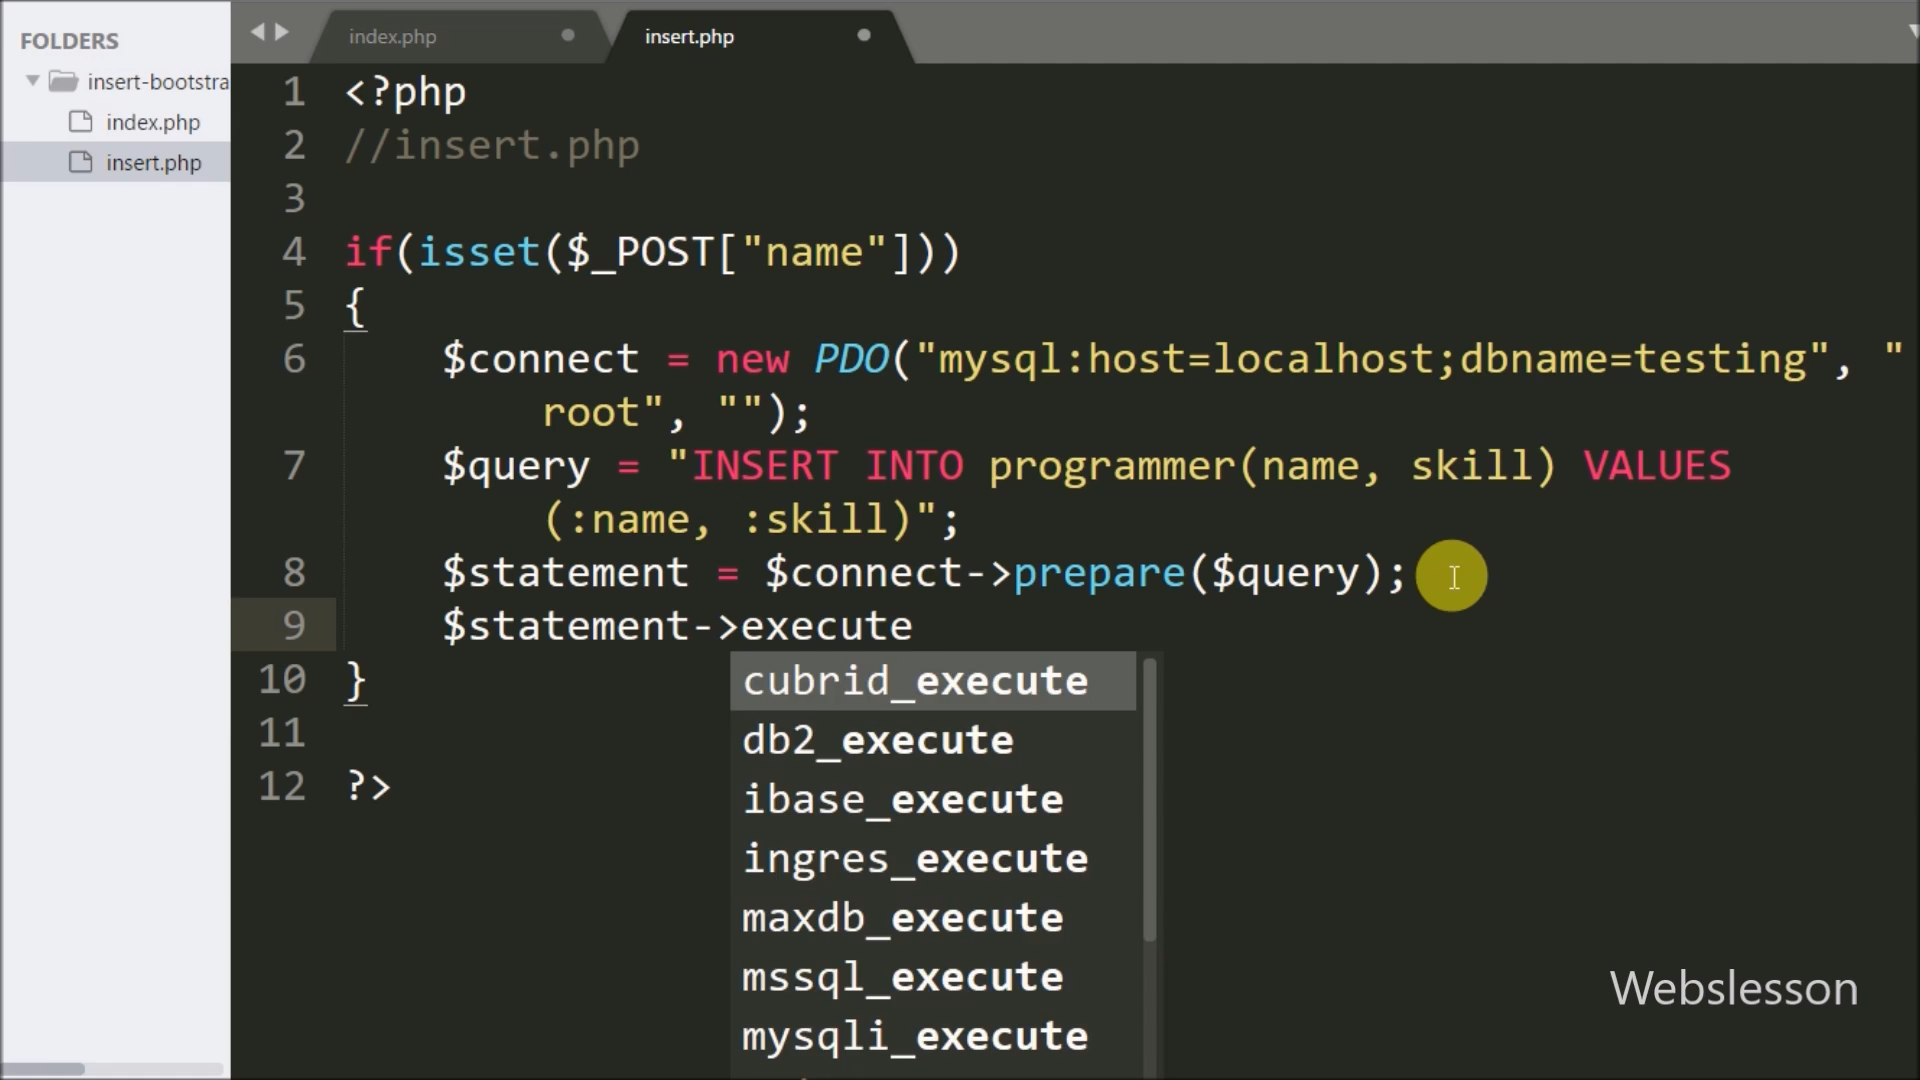 FOLDERS
insert-bootstra
index.php
insert.php
index.php
insert.php
1 <?php
2 //insert.php
3
4 if(isset($_POST["name"]))
5 {
6 $connect = new PDO("mysql:host=localhost;dbname=testing", "
root", "");
7 $query = "INSERT INTO programmer(name, skill) VALUES
(:name, :skill)";
8 $statement = $connect->prepare($query);
9 $statement->execute
10 }
11
12 ?>
cubrid_execute
db2_execute
ibase_execute
ingres_execute
maxdb_execute
mssql_execute
mysqli_execute
Webslesson